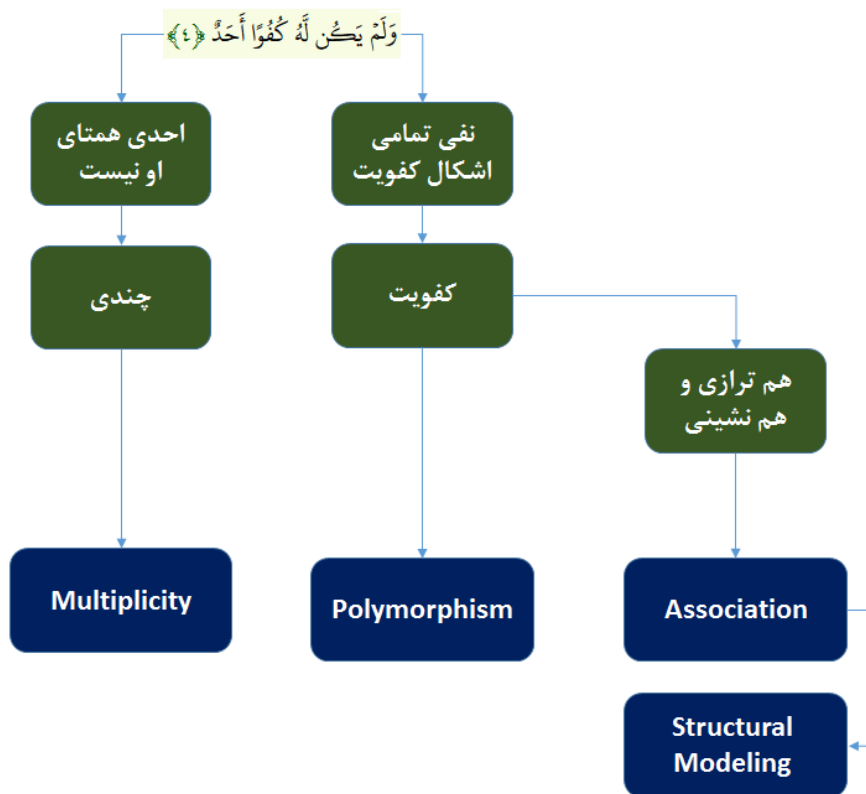 وَلَمْ يَكُن لَّهُ كُفُوًا أَحَدٌ ﴿٤﴾
نفی تمامی
اشکال کفویت
احدی همتای
او نیست
کفویت
چندی
هم ترازی و
هم نشینی
Multiplicity
Polymorphism
Association
Structural
Modeling